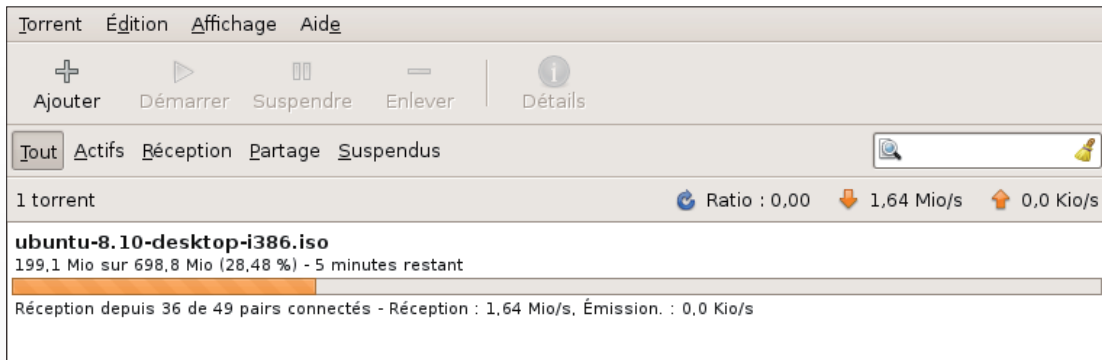 Torrent Édition Affichage Aide
Ajouter Démarrer Suspendre Enlever Détails
Tout Actifs Réception Partage Suspendus
1 torrent Ratio : 0,00 1,64 Mio/s 0,0 Kio/s
ubuntu-8.10-desktop-i386.iso
199,1 Mio sur 698,8 Mio (28,48 %) - 5 minutes restant
Réception depuis 36 de 49 pairs connectés - Réception : 1,64 Mio/s, Émission. : 0,0 Kio/s